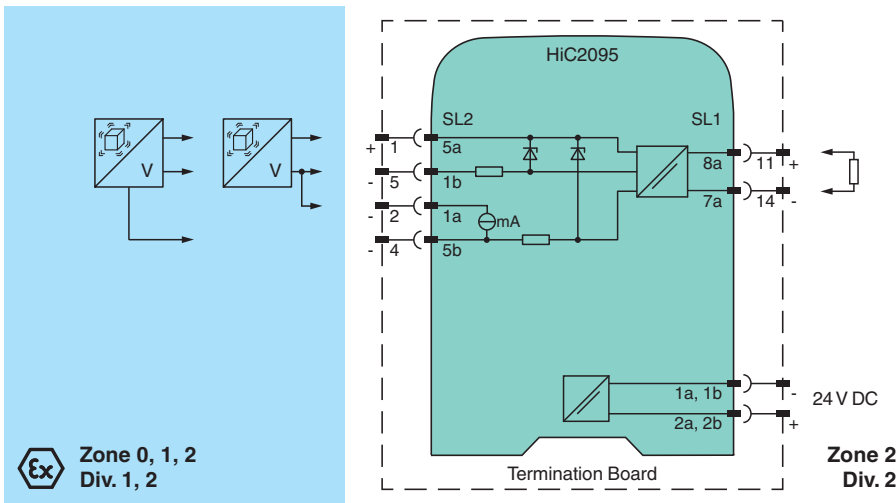 HiC2095
SL2
SL1
V
V
+ 1 5a
- 5 1b
- 2 1a
mA
- 4 5b
8a 11 +
7a 14 -
1a, 1b -
24 V DC
2a, 2b +
Ex
Zone 0, 1, 2
Div. 1, 2
Termination Board
Zone 2
Div. 2